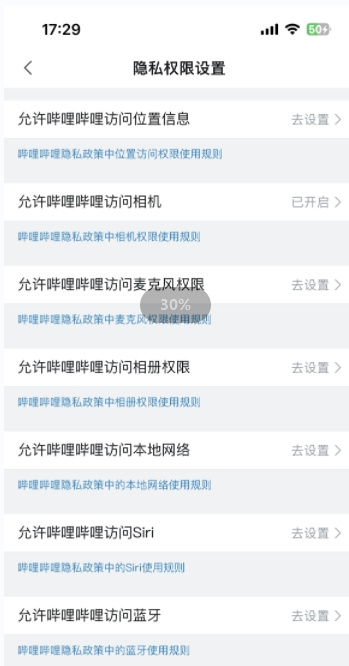 17:29
50
隐私权限设置
允许哔哩哔哩访问位置信息 去设置
哔哩哔哩隐私政策中位置访问权限使用规则
允许哔哩哔哩访问相机 已开启
哔哩哔哩隐私政策中相机权限使用规则
允许哔哩哔哩访问麦克风权限 去设置
30%
哔哩哔哩隐私政策中麦克风权限使用规则
允许哔哩哔哩访问相册权限 去设置
哔哩哔哩隐私政策中相册权限使用规则
允许哔哩哔哩访问本地网络 去设置
哔哩哔哩隐私政策中的本地网络使用规则
允许哔哩哔哩访问Siri 去设置
哔哩哔哩隐私政策中的Siri使用规则
允许哔哩哔哩访问蓝牙 去设置
哔哩哔哩隐私政策中的蓝牙使用规则